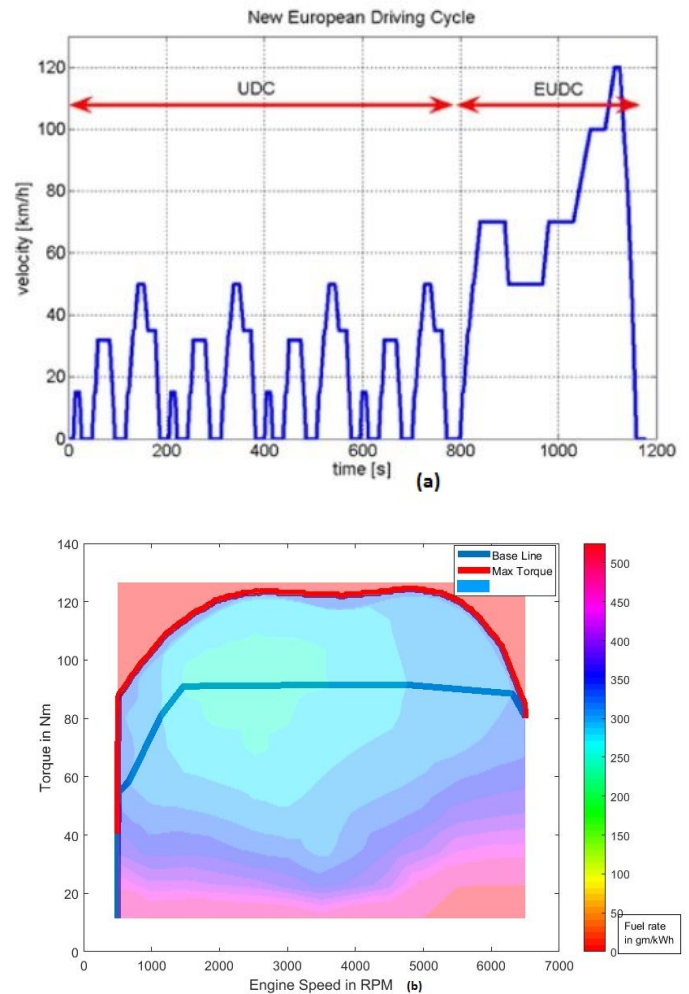 New European Driving Cycle
120
100
80
60
40
20
0
velocity [km/h]
UDC
EUDC
0 200 400 600 800 1000 1200
time [s]
(a)
140
120
100
80
60
40
20
0
Torque in Nm
Base Line
Max Torque
0 1000 2000 3000 4000 5000 6000 7000
Engine Speed in RPM (b)
500
450
400
350
300
250
200
150
100
50
0
Fuel rate
in gm/kWh